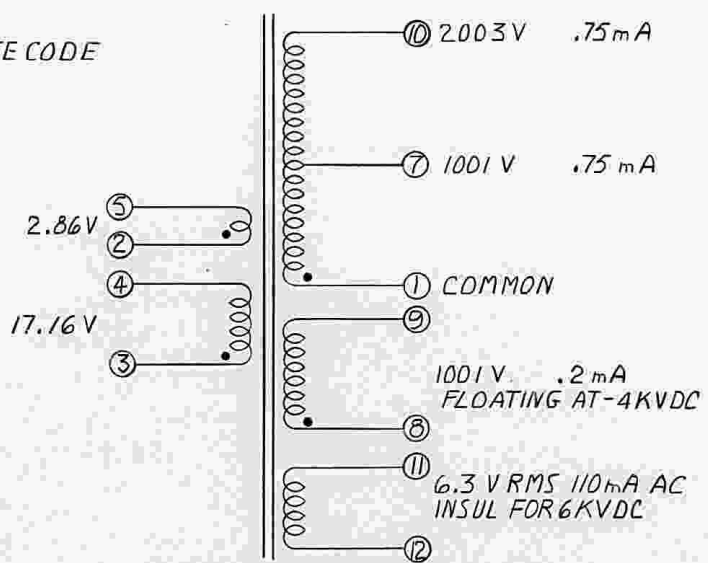 TE CODE
⑩ 2003V .75mA
⑦ 1001 V .75 mA
① COMMON
⑤
2.86V
②
④
17.16 V
③
⑨
1001 V .2 mA
FLOATING AT-4KVDC
⑧
⑪
6.3 V RMS 110mA AC
INSUL FOR 6KVDC
⑫